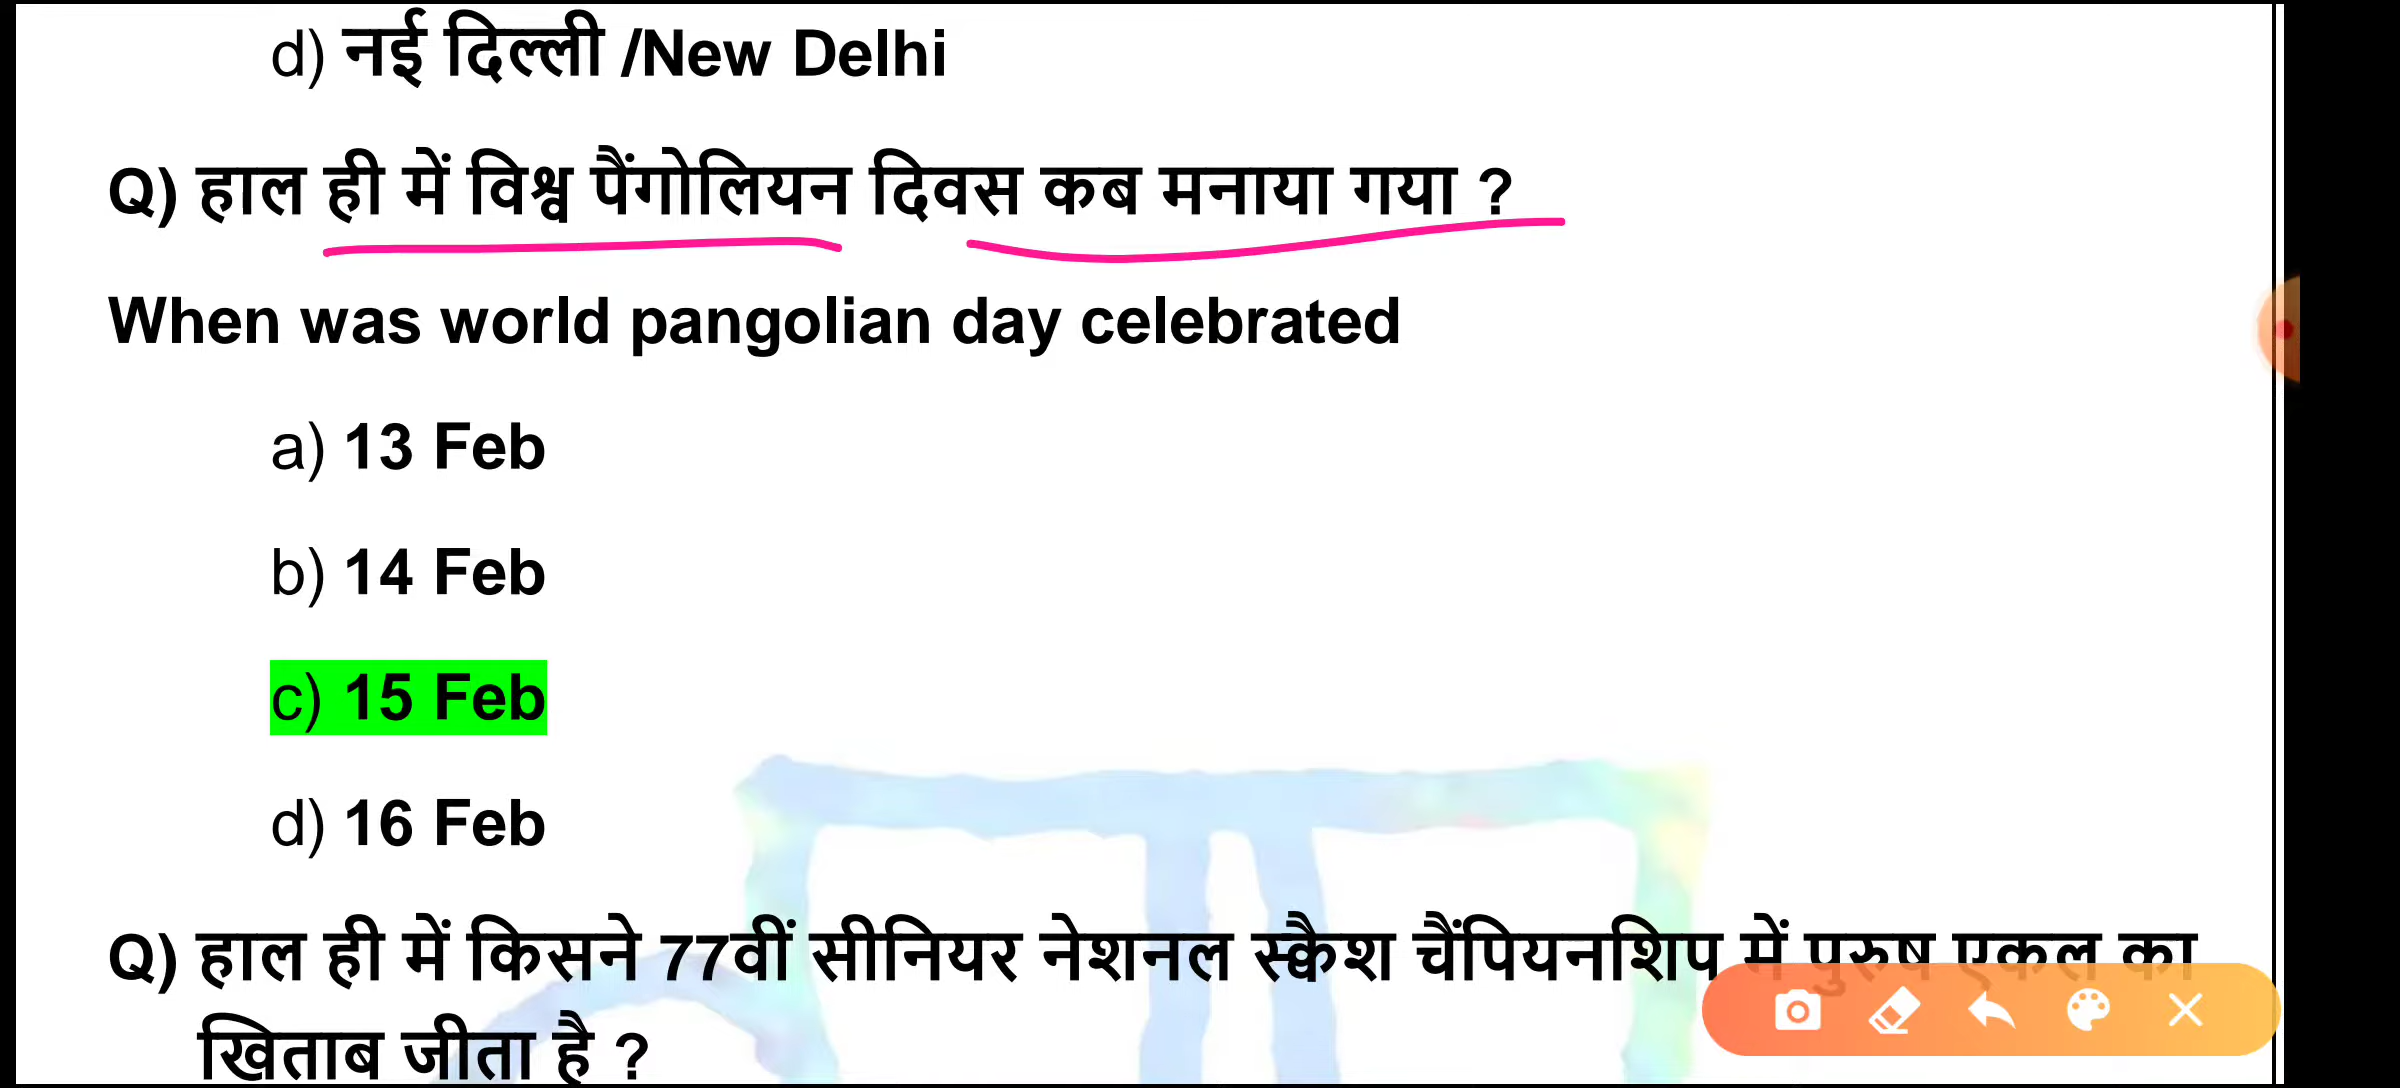 d) नई दिल्ली /New Delhi
Q) हाल ही में विश्व पैंगोलियन दिवस कब मनाया गया ?
When was world pangolian day celebrated
a) 13 Feb
b) 14 Feb
c) 15 Feb
d) 16 Feb
Q) हाल ही में किसने 77वीं सीनियर नेशनल स्क्वैश चैंपियनशिप में पुरुष एकल का
खिताब जीता है ?